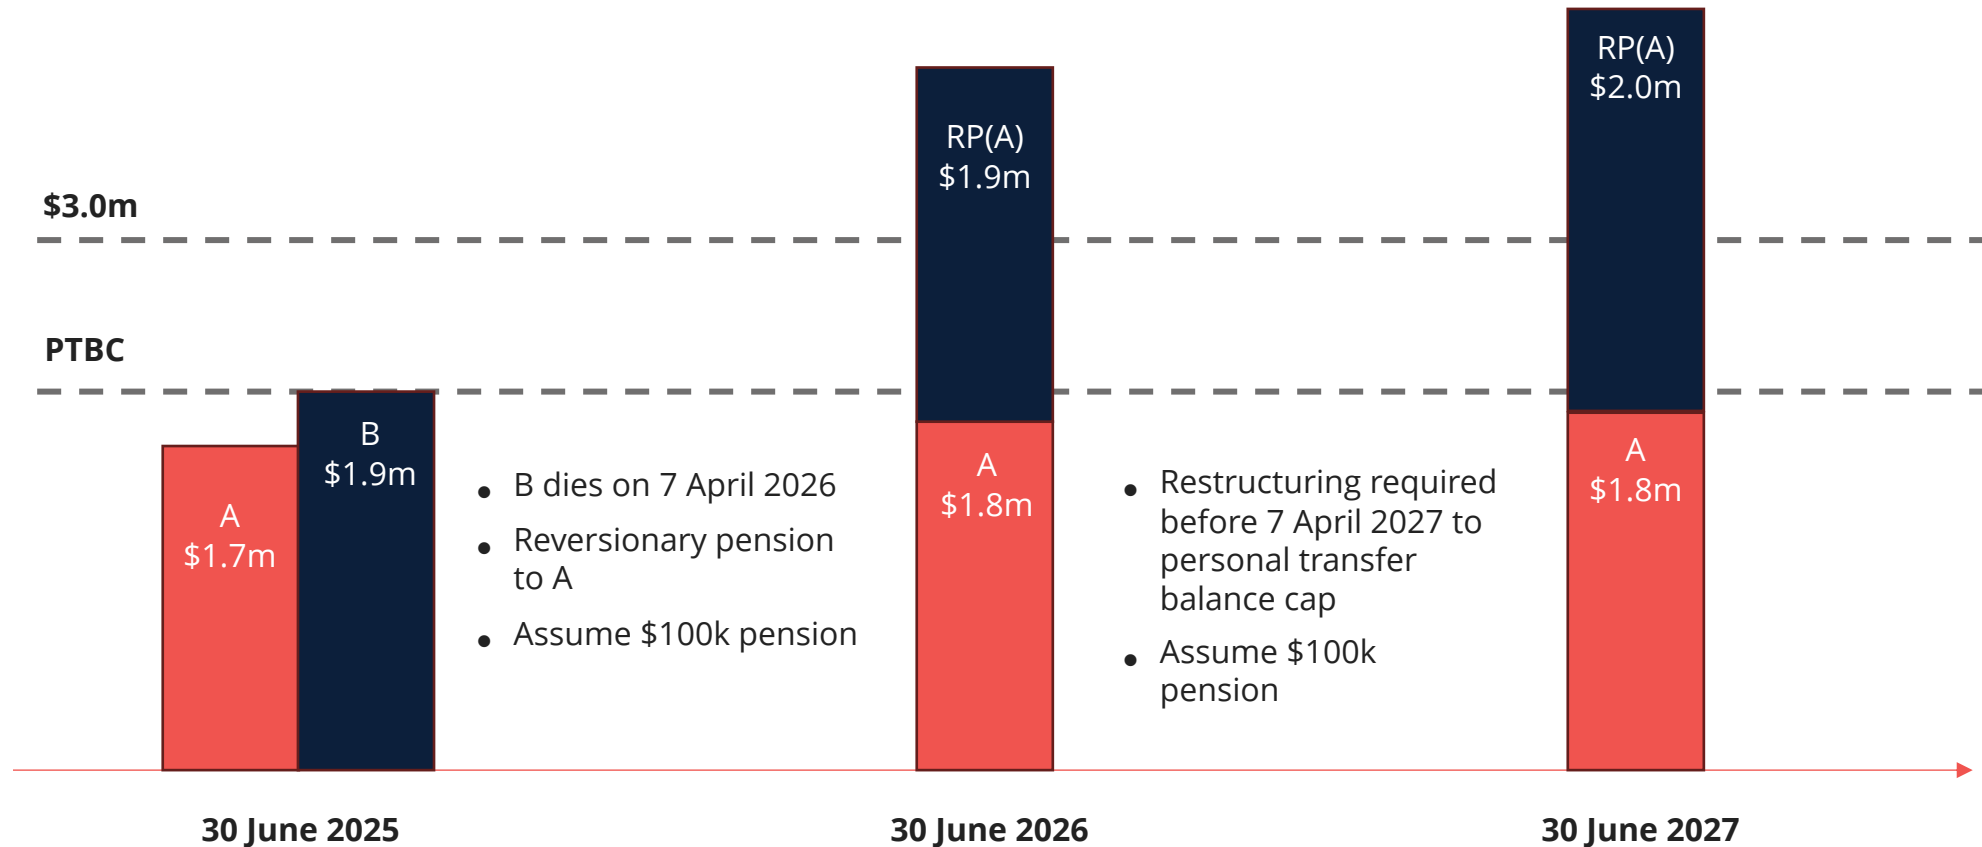 $3.0m
PTBC
A
$1.7m
B
$1.9m
30 June 2025
• B dies on 7 April 2026
• Reversionary pension
to A
• Assume $100k pension
RP(A)
$1.9m
A
$1.8m
30 June 2026
• Restructuring required
before 7 April 2027 to
personal transfer
balance cap
• Assume $100k
pension
RP(A)
$2.0m
A
$1.8m
30 June 2027